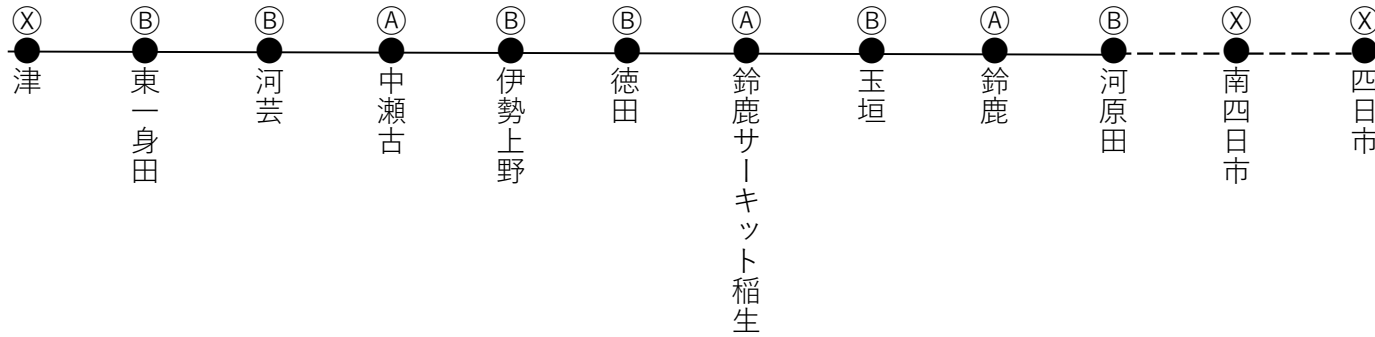 Ⓧ Ⓑ Ⓑ Ⓐ Ⓑ Ⓑ Ⓐ Ⓑ Ⓐ Ⓑ Ⓧ Ⓧ
津
東一身田
河芸
中瀬古
伊勢上野
徳田
鈴鹿サーキット稲生
玉垣
鈴鹿
河原田
南四日市
四日市